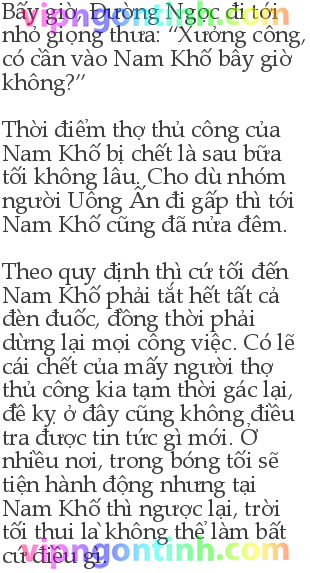 vipngontinh.com
Bấy giờ, Đường Ngọc đi tới
nhỏ giọng thưa: “Xưởng công,
có cần vào Nam Khố bây giờ
không?”
Thời điểm thợ thủ công của
Nam Khố bị chết là sau bữa
tối không lâu. Cho dù nhóm
người Uông Ấn đi gấp thì tới
Nam Khố cũng đã nửa đêm.
Theo quy định thì cứ tối đến
Nam Khố phải tắt hết tất cả
đèn đuốc, đồng thời phải
dừng lại mọi công việc. Có lẽ
cái chết của mấy người thợ
thủ công kia tạm thời gác lại,
đề kỵ ở đây cũng không điều
tra được tin tức gì mới. Ở
nhiều nơi, trong bóng tối sẽ
tiện hành động nhưng tại
Nam Khố thì ngược lại, trời
tối thui là không thể làm bất
cứ điều gì.
vipngontinh.com